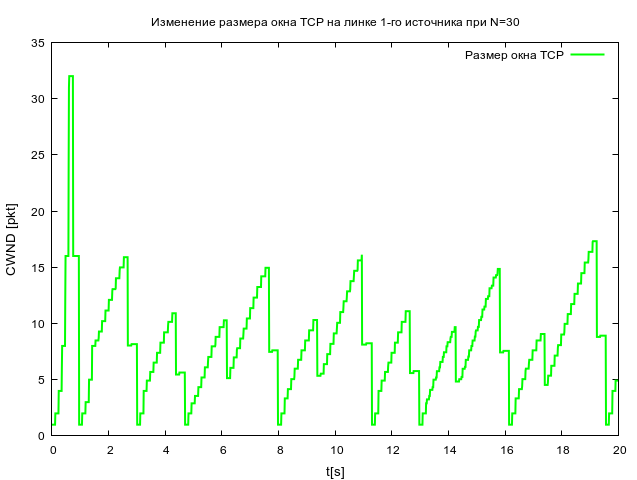 Изменение размера окна TCP на линке 1-го источника при N=30
Размер окна TCP
CWND [pkt]
35
30
25
20
15
10
5
0
0 2 4 6 8 10 12 14 16 18 20
t[s]